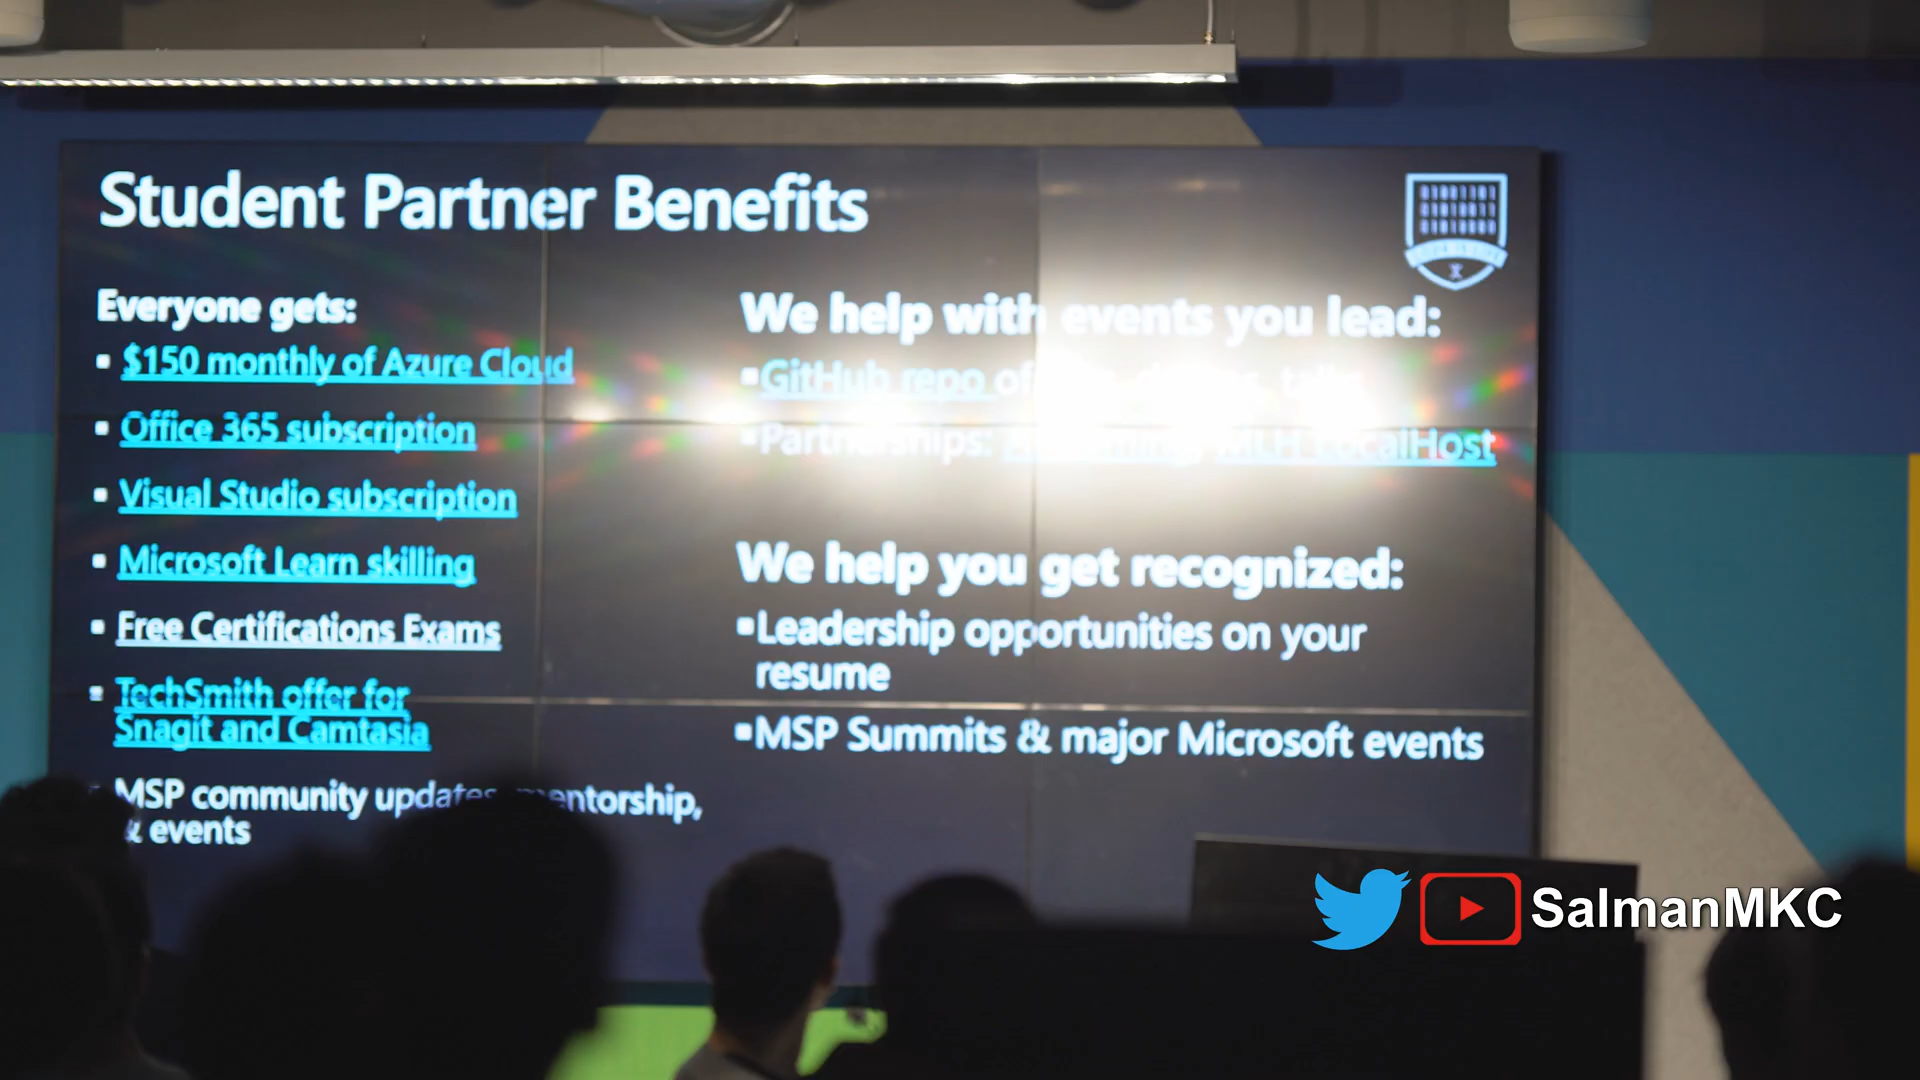 Student Partner Benefits
Everyone gets:
▪ $150 monthly of Azure Cloud
▪ Office 365 subscription
▪ Visual Studio subscription
▪ Microsoft Learn skilling
▪ Free Certifications Exams
▪ TechSmith offer for
Snagit and Camtasia
MSP community updates, mentorship,
& events
We help with events you lead:
▪GitHub repo of talks
▪Partnerships: MLH LocalHost
We help you get recognized:
▪Leadership opportunities on your
resume
▪MSP Summits & major Microsoft events
SalmanMKC